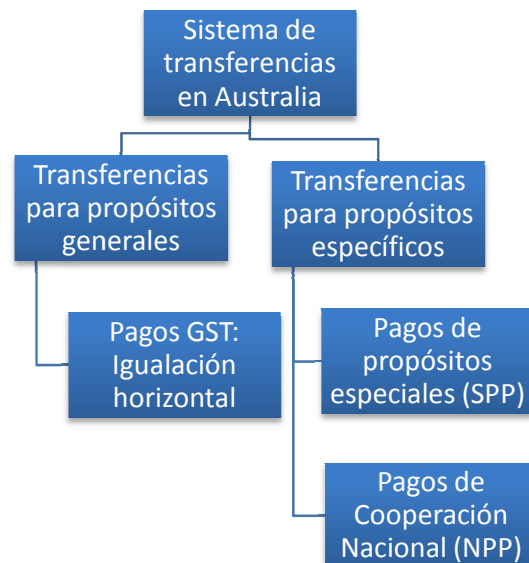 Sistema de
transferencias
en Australia
Transferencias
para propósitos
generales
Transferencias
para propósitos
específicos
Pagos GST:
Igualación
horizontal
Pagos de
propósitos
especiales (SPP)
Pagos de
Cooperación
Nacional (NPP)